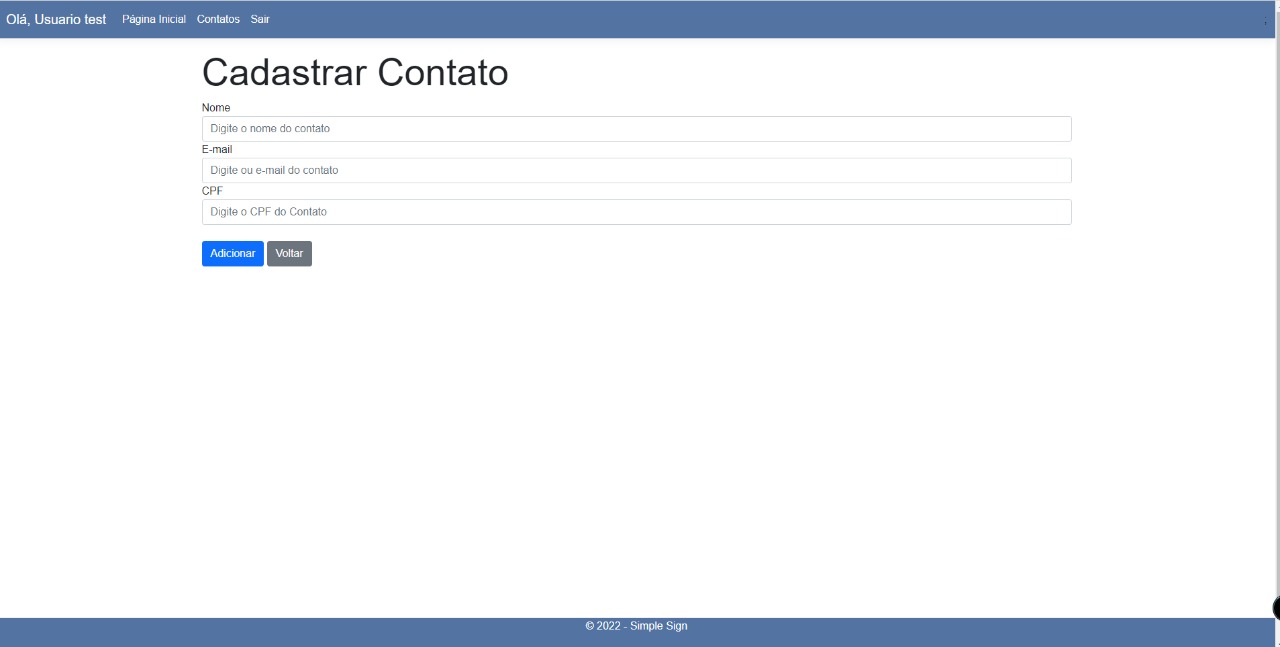 Olá, Usuario test Página Inicial Contatos Sair ;
Cadastrar Contato
Nome
Digite o nome do contato
E-mail
Digite ou e-mail do contato
CPF
Digite o CPF do Contato
Adicionar Voltar
© 2022 - Simple Sign